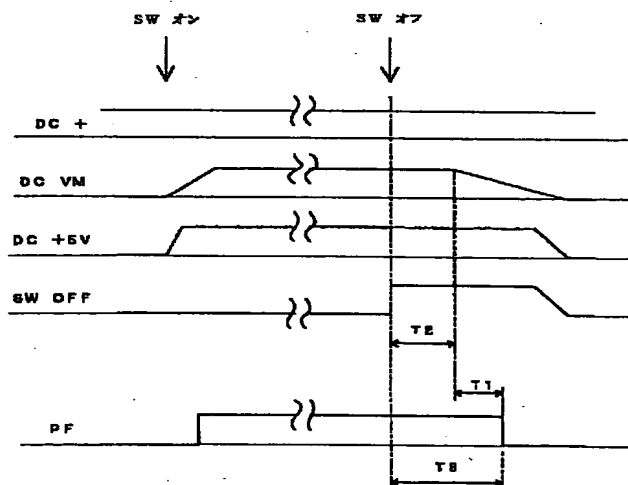 SW オン
SW オフ
DC +
DC VM
DC +5V
SW OFF
T2
T1
PF
T3